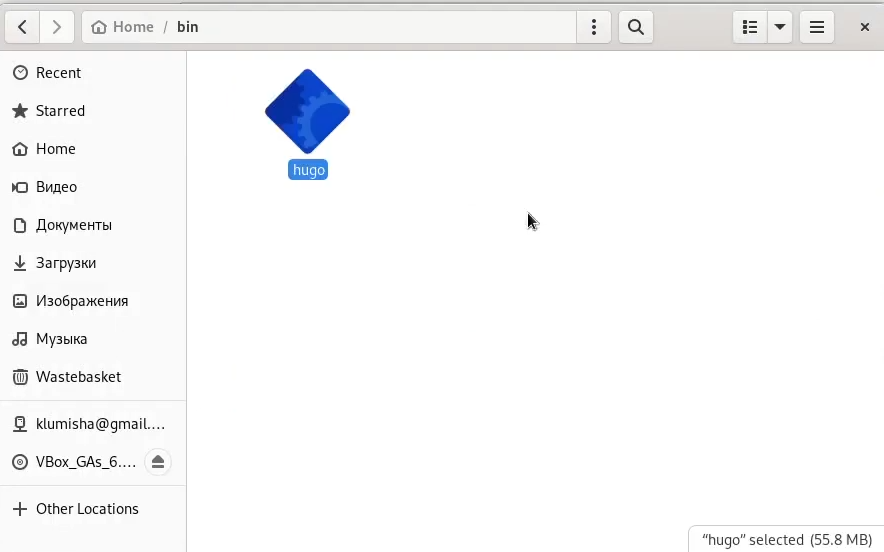 Home / bin
Recent
Starred
Home
Видео
Документы
Загрузки
Изображения
Музыка
Wastebasket
klumisha@gmail....
VBox_GAs_6....
Other Locations
hugo
“hugo” selected (55.8 MB)